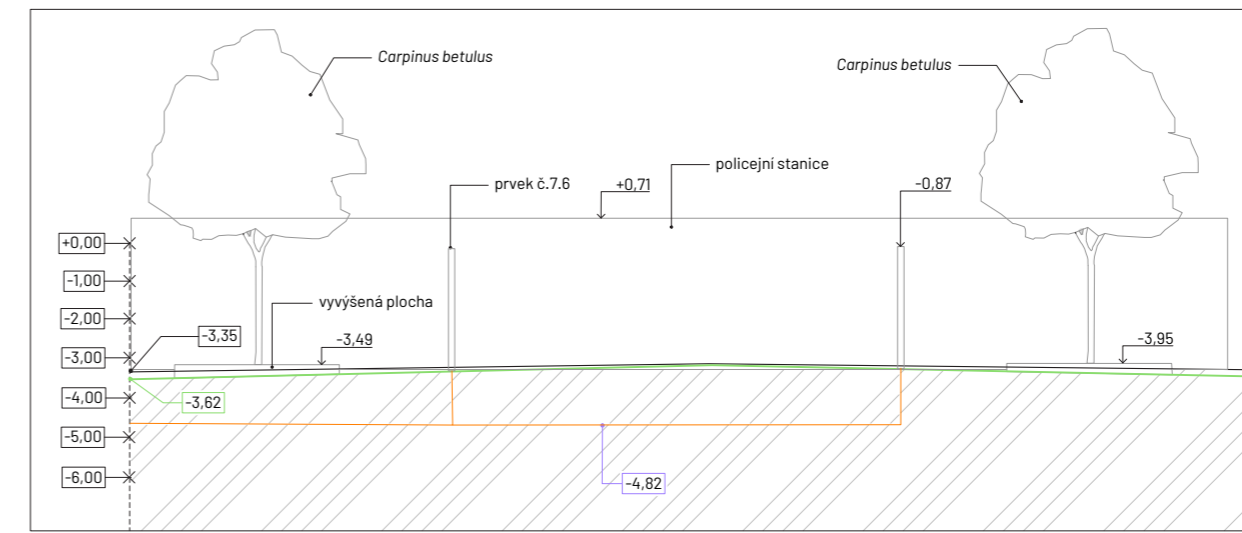 Carpinus betulus
Carpinus betulus
policejní stanice
prvek č.7.6
+0,71
-0,87
+0,00
-1,00
vyvýšená plocha
-2,00
-3,35
-3,49
-3,95
-3,00
-4,00
-3,62
-5,00
-6,00
-4,82